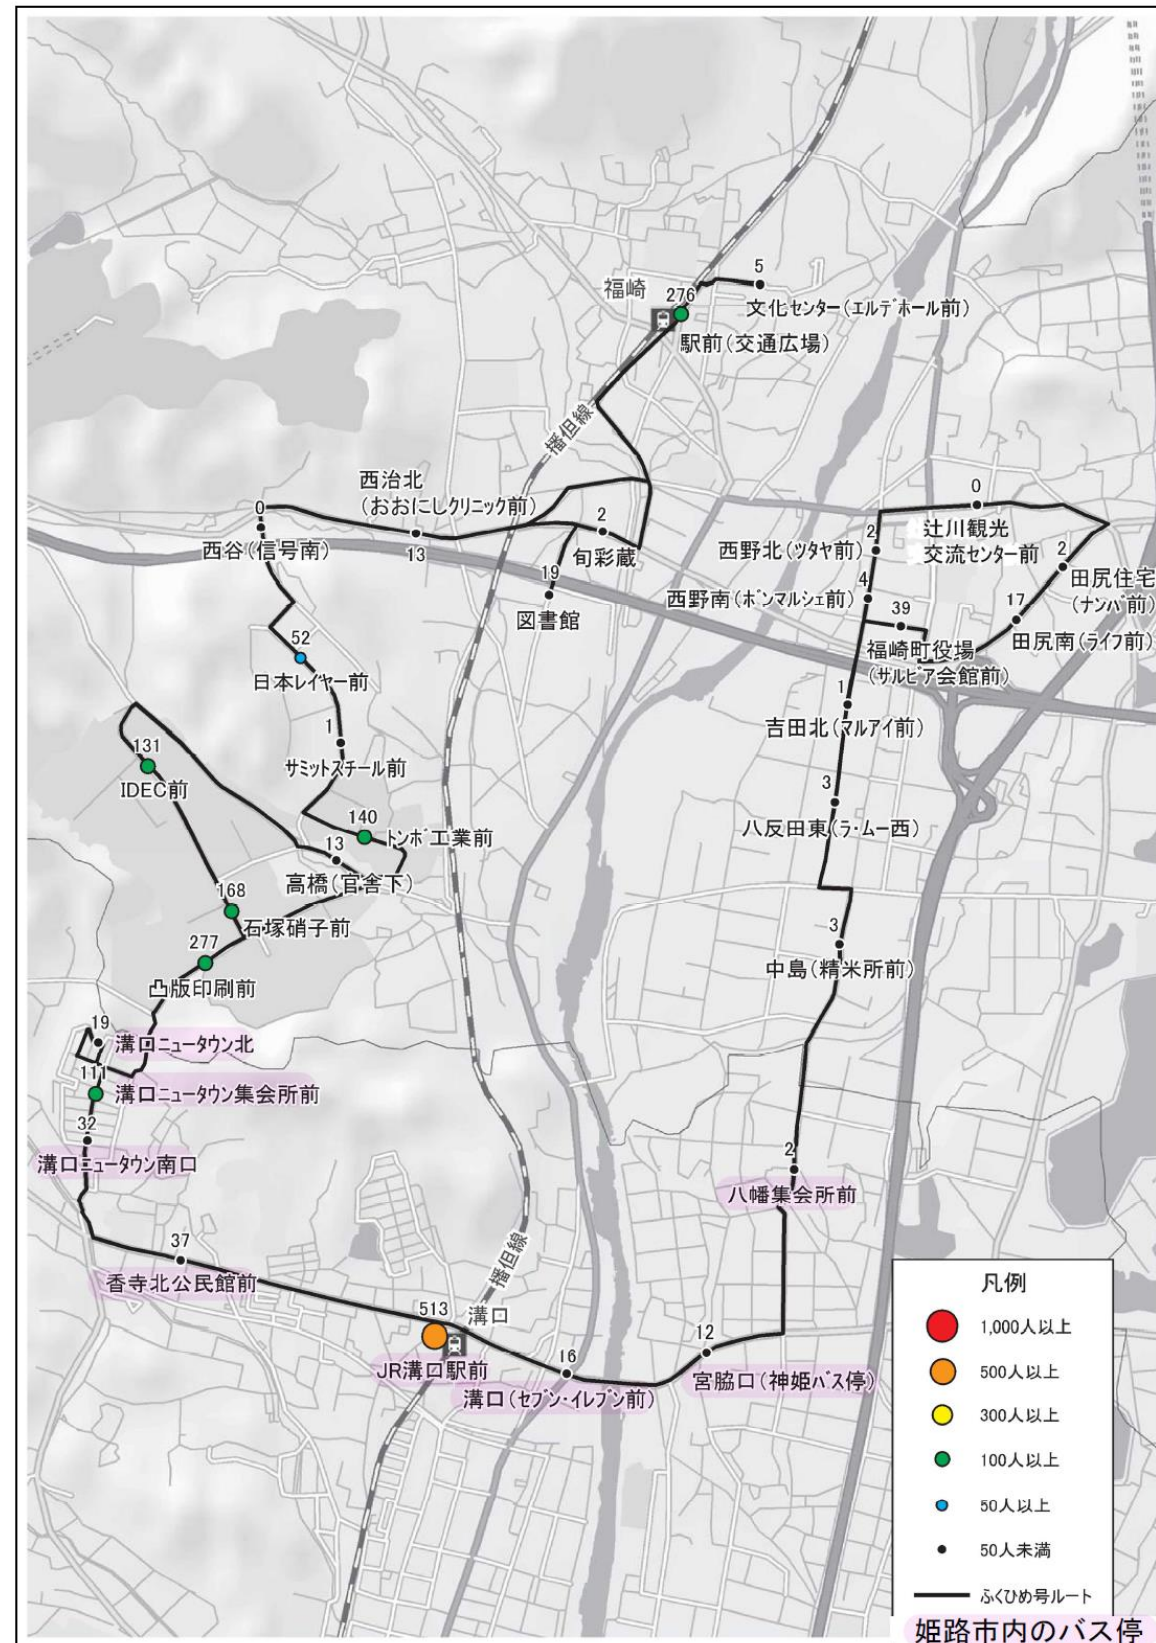 5
福崎
276
文化センター(エルデホール前)
駅前(交通広場)
播但線
西治北
(おおにしクリニック前)
0
13
西谷(信号南)
2
旬彩蔵
19
図書館
0
辻川観光
交流センター前
2
西野北(ツタヤ前)
4
西野南(ボンマルシェ前)
2
田尻住宅
(ナンバ前)
17
田尻南(ライフ前)
39
福崎町役場
(サルビア会館前)
52
日本レイヤー前
1
吉田北(マルアイ前)
1
サミットスチール前
131
IDEC前
3
八反田東(ラ・ムー西)
140
トンボ工業前
13
高橋(官舎下)
168
石塚硝子前
3
中島(精米所前)
277
凸版印刷前
19
溝口ニュータウン北
111
溝口ニュータウン集会所前
32
溝口ニュータウン南口
2
八幡集会所前
37
香寺北公民館前
播但線
513
溝口
JR溝口駅前
16
溝口(セブン・イレブン前)
12
宮脇口(神姫バス停)
凡例
1,000人以上
500人以上
300人以上
100人以上
50人以上
50人未満
ふくひめ号ルート
姫路市内のバス停